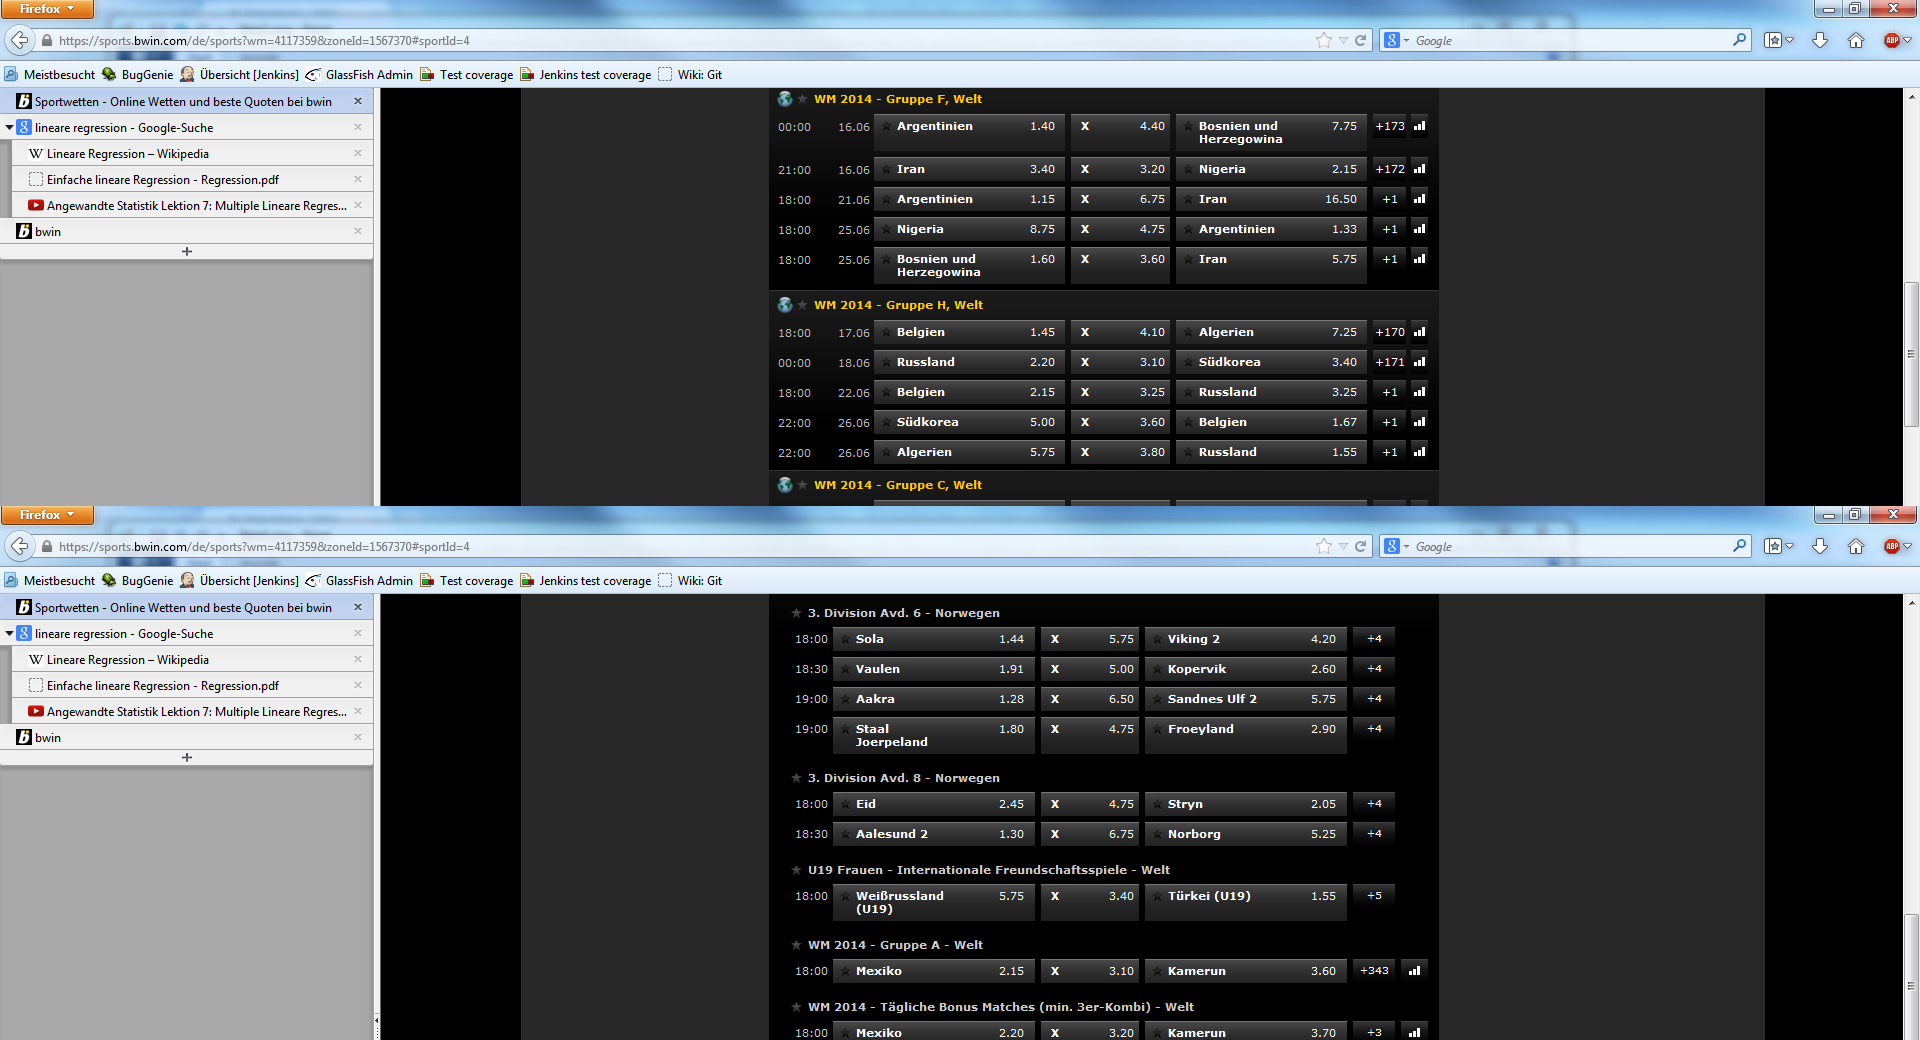 Firefox
https://sports.bwin.com/de/sports?wm=4117359&zoneId=1567370#sportId=4
Google
ABP
Meistbesucht BugGenie Übersicht [Jenkins] GlassFish Admin Test coverage Jenkins test coverage Wiki: Git
Sportwetten - Online Wetten und beste Quoten bei bwin
lineare regression - Google-Suche
Lineare Regression – Wikipedia
Einfache lineare Regression - Regression.pdf
Angewandte Statistik Lektion 7: Multiple Lineare Regres...
bwin
+
WM 2014 - Gruppe F, Welt
00:00 16.06 Argentinien 1.40 X 4.40 Bosnien und Herzegowina 7.75 +173
21:00 16.06 Iran 3.40 X 3.20 Nigeria 2.15 +172
18:00 21.06 Argentinien 1.15 X 6.75 Iran 16.50 +1
18:00 25.06 Nigeria 8.75 X 4.75 Argentinien 1.33 +1
18:00 25.06 Bosnien und Herzegowina 1.60 X 3.60 Iran 5.75 +1
WM 2014 - Gruppe H, Welt
18:00 17.06 Belgien 1.45 X 4.10 Algerien 7.25 +170
00:00 18.06 Russland 2.20 X 3.10 Südkorea 3.40 +171
18:00 22.06 Belgien 2.15 X 3.25 Russland 3.25 +1
22:00 26.06 Südkorea 5.00 X 3.60 Belgien 1.67 +1
22:00 26.06 Algerien 5.75 X 3.80 Russland 1.55 +1
WM 2014 - Gruppe C, Welt
Firefox
https://sports.bwin.com/de/sports?wm=4117359&zoneId=1567370#sportId=4
Google
ABP
Meistbesucht BugGenie Übersicht [Jenkins] GlassFish Admin Test coverage Jenkins test coverage Wiki: Git
Sportwetten - Online Wetten und beste Quoten bei bwin
lineare regression - Google-Suche
Lineare Regression – Wikipedia
Einfache lineare Regression - Regression.pdf
Angewandte Statistik Lektion 7: Multiple Lineare Regres...
bwin
+
3. Division Avd. 6 - Norwegen
18:00 Sola 1.44 X 5.75 Viking 2 4.20 +4
18:30 Vaulen 1.91 X 5.00 Kopervik 2.60 +4
19:00 Aakra 1.28 X 6.50 Sandnes Ulf 2 5.75 +4
19:00 Staal Joerpeland 1.80 X 4.75 Froeyland 2.90 +4
3. Division Avd. 8 - Norwegen
18:00 Eid 2.45 X 4.75 Stryn 2.05 +4
18:30 Aalesund 2 1.30 X 6.75 Norborg 5.25 +4
U19 Frauen - Internationale Freundschaftsspiele - Welt
18:00 Weißrussland (U19) 5.75 X 3.40 Türkei (U19) 1.55 +5
WM 2014 - Gruppe A - Welt
18:00 Mexiko 2.15 X 3.10 Kamerun 3.60 +343
WM 2014 - Tägliche Bonus Matches (min. 3er-Kombi) - Welt
18:00 Mexiko 2.20 X 3.20 Kamerun 3.70 +3